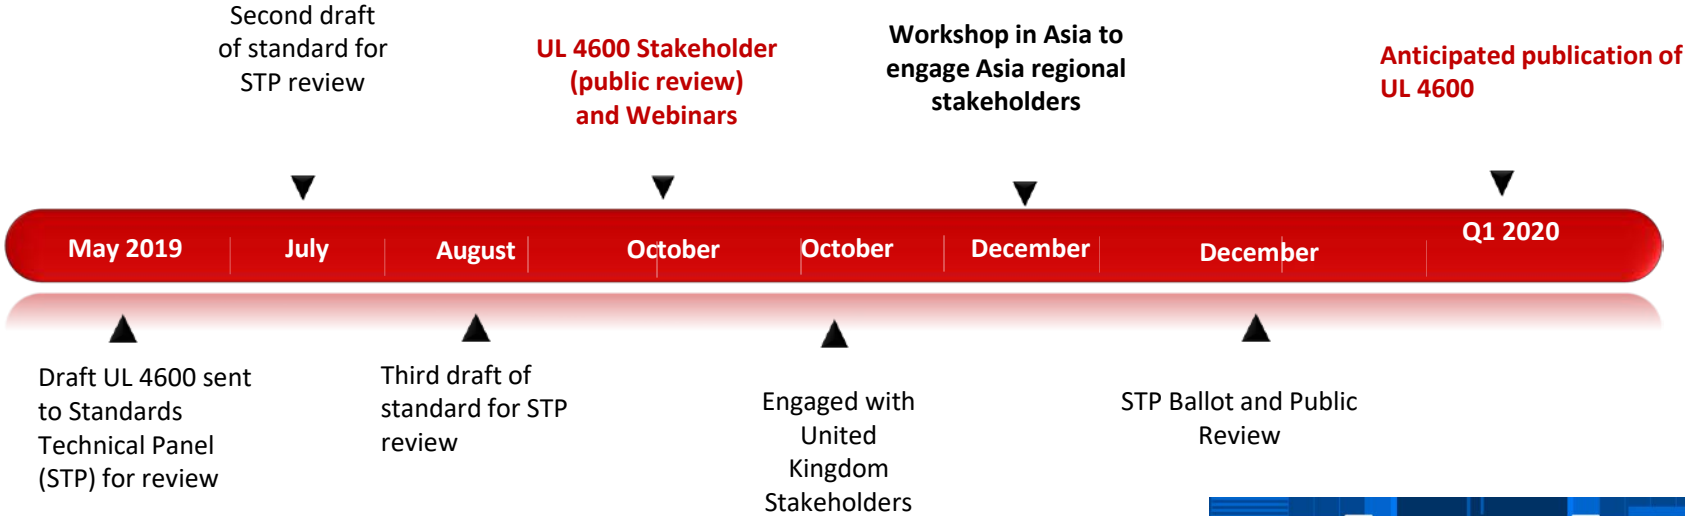 Second draft
of standard for
STP review
UL 4600 Stakeholder
(public review)
and Webinars
Workshop in Asia to
engage Asia regional
stakeholders
Anticipated publication of
UL 4600
May 2019
July
August
October
October
December
December
Q1 2020
Draft UL 4600 sent
to Standards
Technical Panel
(STP) for review
Third draft of
standard for STP
review
Engaged with
United
Kingdom
Stakeholders
STP Ballot and Public
Review